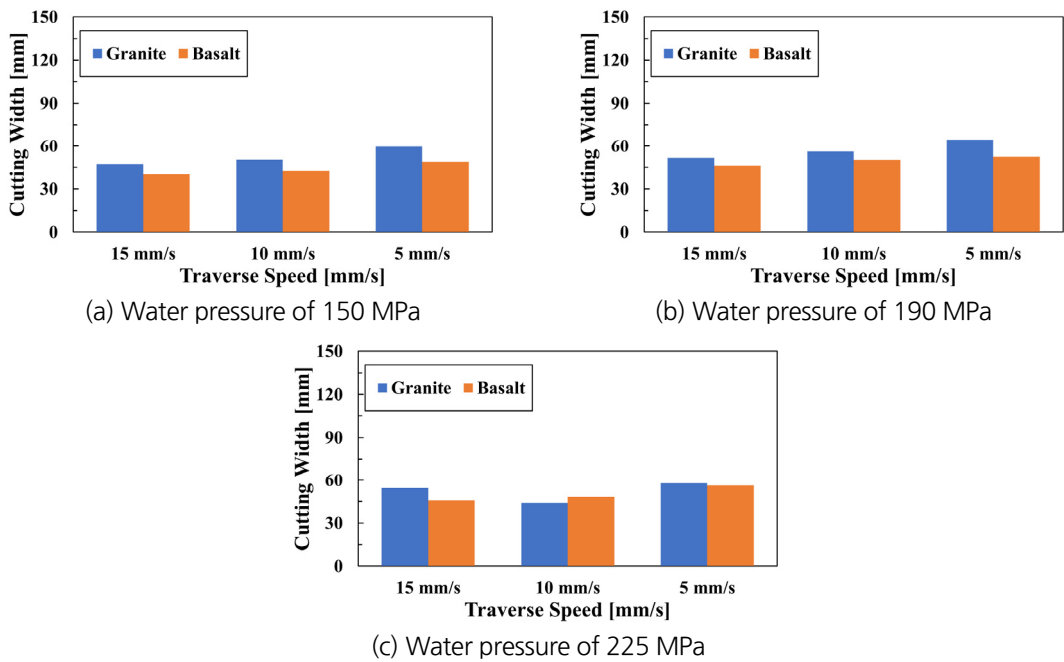 150
120
90
60
30
0
Cutting Width [mm]
Granite Basalt
15 mm/s 10 mm/s 5 mm/s
Traverse Speed [mm/s]
(a) Water pressure of 150 MPa
150
120
90
60
30
0
Cutting Width [mm]
Granite Basalt
15 mm/s 10 mm/s 5 mm/s
Traverse Speed [mm/s]
(b) Water pressure of 190 MPa
150
120
90
60
30
0
Cutting Width [mm]
Granite Basalt
15 mm/s 10 mm/s 5 mm/s
Traverse Speed [mm/s]
(c) Water pressure of 225 MPa